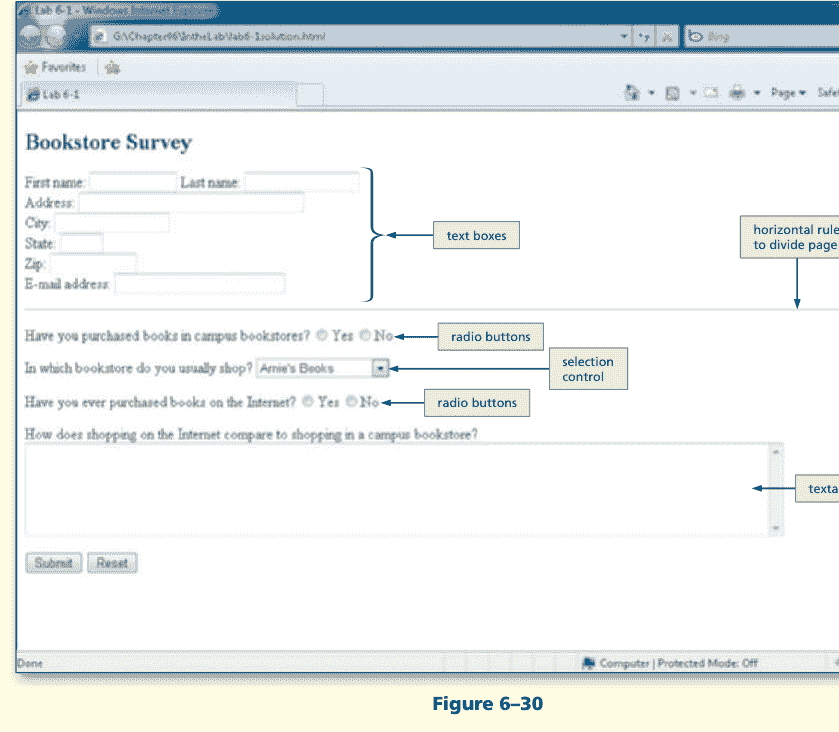 Lab 6-1 - Windows Internet Explorer
G:\Chapter06\IntheLab\lab6-1solution.html
Bing
Favorites
Lab 6-1
Page
Bookstore Survey
First name: Last name:
Address:
City:
State:
Zip:
E-mail address:
text boxes
horizontal rule
to divide page
Have you purchased books in campus bookstores? Yes No
radio buttons
In which bookstore do you usually shop? Arnie's Books
selection
control
Have you ever purchased books on the Internet? Yes No
radio buttons
How does shopping on the Internet compare to shopping in a campus bookstore?
texta
Submit Reset
Done
Computer | Protected Mode: Off
Figure 6–30